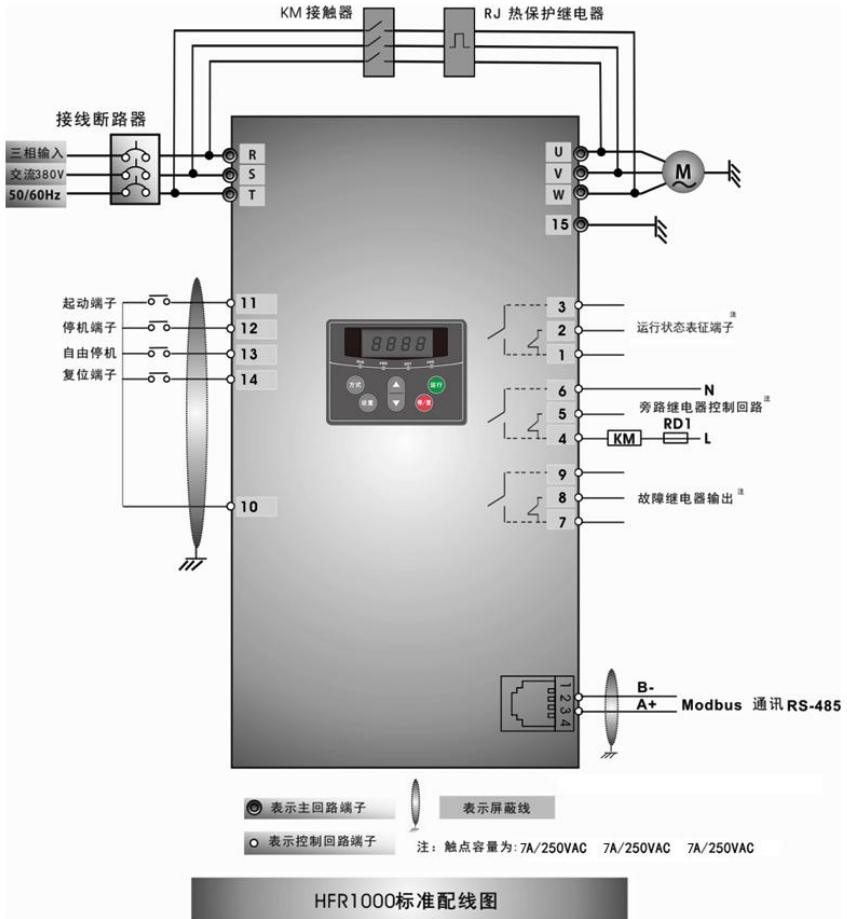 KM 接触器
RJ 热保护继电器
接线断路器
三相输入
交流380V
50/60Hz
R
S
T
U
V
W
M
15
起动端子
11
停机端子
12
自由停机
13
复位端子
14
10
8888
方式
设置
运行
3
2
运行状态表征端子 注
1
6
N
5
旁路继电器控制回路 注
4
KM
RD1
L
9
8
故障继电器输出 注
7
1
2
3
4
B-
A+
Modbus 通讯 RS-485
表示主回路端子
表示屏蔽线
表示控制回路端子
注：触点容量为: 7A/250VAC 7A/250VAC 7A/250VAC
HFR1000标准配线图